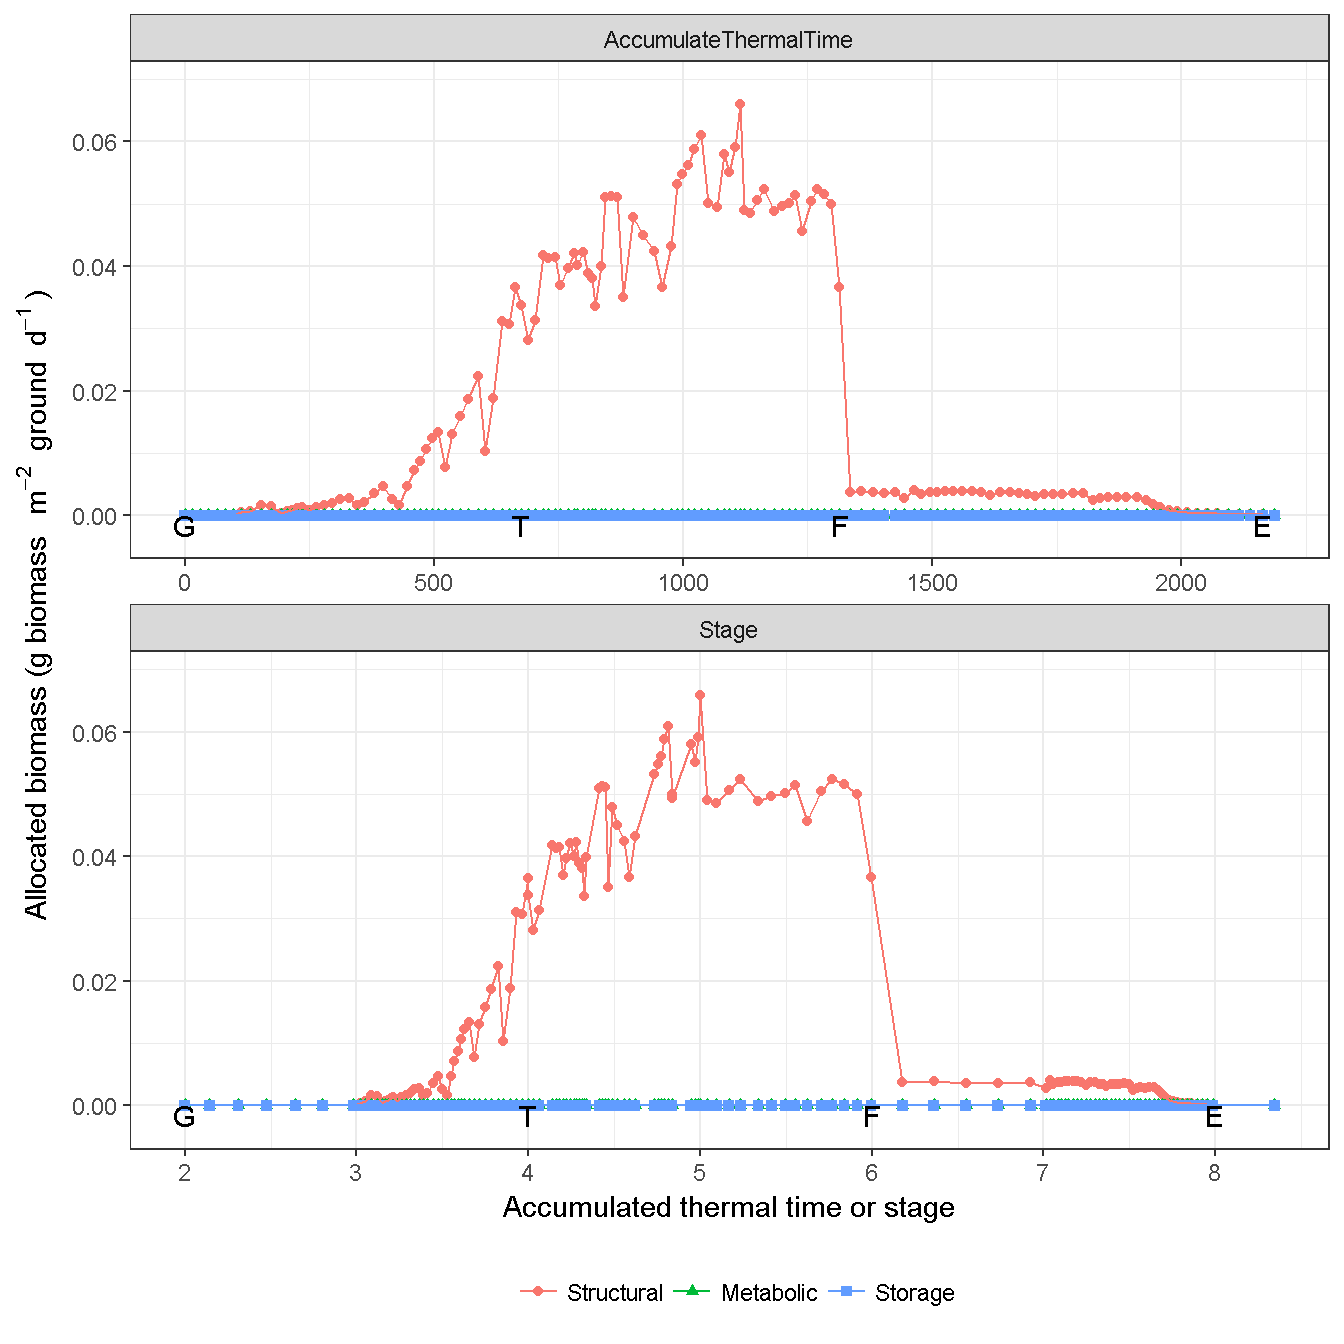 AccumulateThermalTime
0.06
0.04
0.02
0.00
G T F E
0 500 1000 1500 2000
Allocated biomass (g biomass m⁻² ground d⁻¹)
Stage
0.06
0.04
0.02
0.00
G T F E
2 3 4 5 6 7 8
Accumulated thermal time or stage
Structural Metabolic Storage